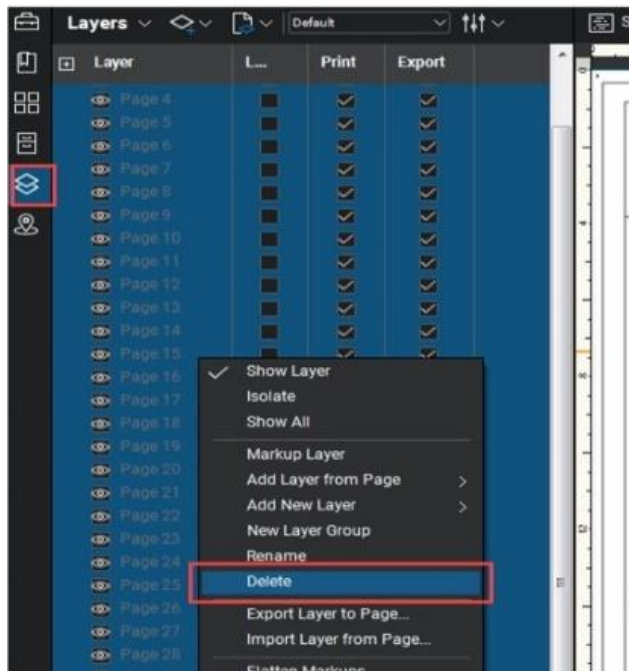 Layers
Default
S
Layer L... Print Export
Page 4
Page 5
Page 6
Page 7
Page 8
Page 9
Page 10
Page 11
Page 12
Page 13
Page 14
Page 15
Page 16
Page 17
Page 18
Page 19
Page 20
Page 21
Page 22
Page 23
Page 24
Page 25
Page 26
Page 27
Page 28
Show Layer
Isolate
Show All
Markup Layer
Add Layer from Page
Add New Layer
New Layer Group
Rename
Delete
Export Layer to Page...
Import Layer from Page...
Flatten Markups